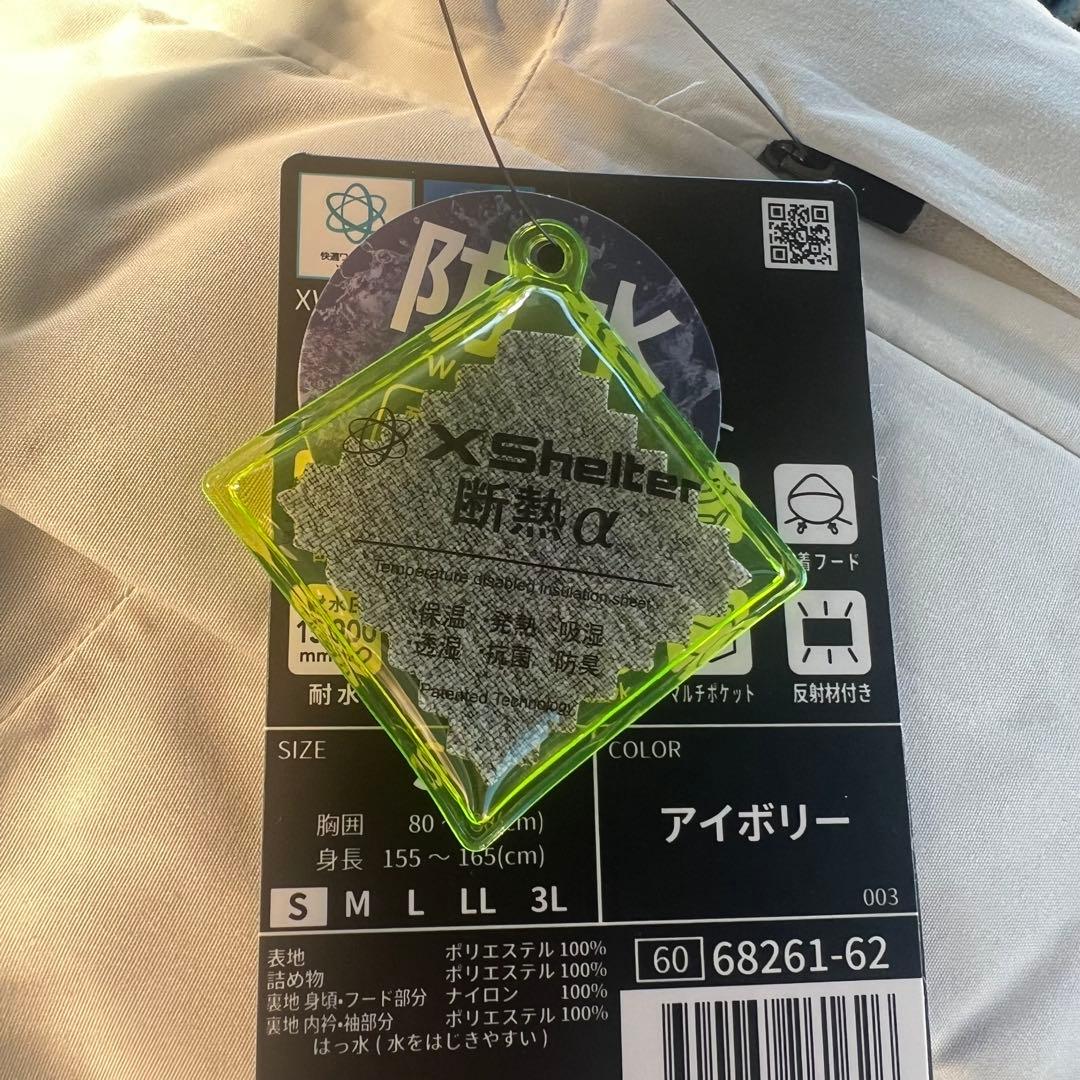 防水
XShelter
断熱α
Temperature disabled insulation sheet
保温 発熱 吸湿
透湿 抗菌 防臭
Patented Technology
着フード
耐水
マルチポケット
反射材付き
SIZE
胸囲 80
身長 155 ～ 165(cm)
S M L LL 3L
COLOR
アイボリー
003
表地 ポリエステル 100%
詰め物 ポリエステル 100%
裏地 身頃・フード部分 ナイロン 100%
裏地 内衿・袖部分 ポリエステル 100%
はっ水 ( 水をはじきやすい )
60 68261-62